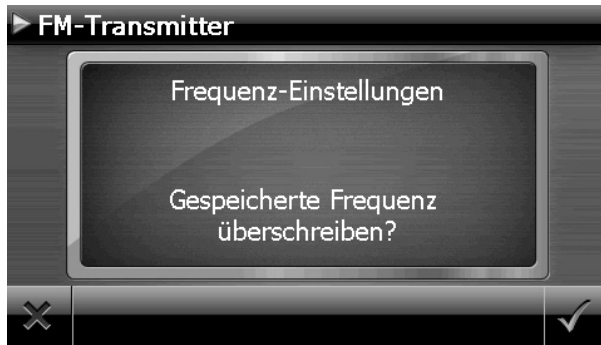 FM-Transmitter
Frequenz-Einstellungen
Gespeicherte Frequenz
überschreiben?